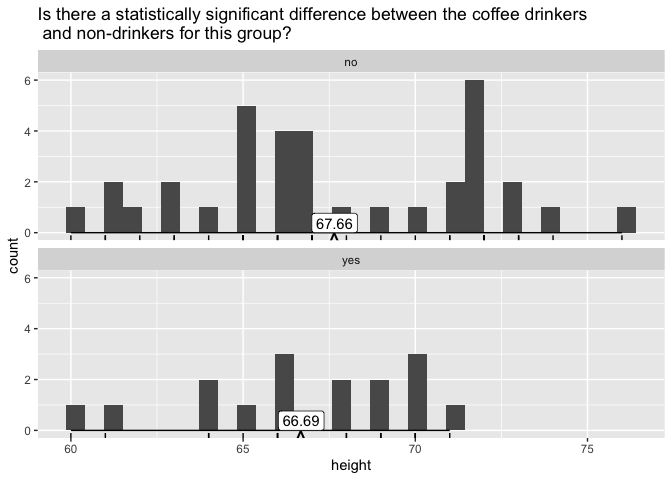 Is there a statistically significant difference between the coffee drinkers
and non-drinkers for this group?
no
6
4
2
0
67.66
count
yes
6
4
2
0
66.69
60
65
70
75
height